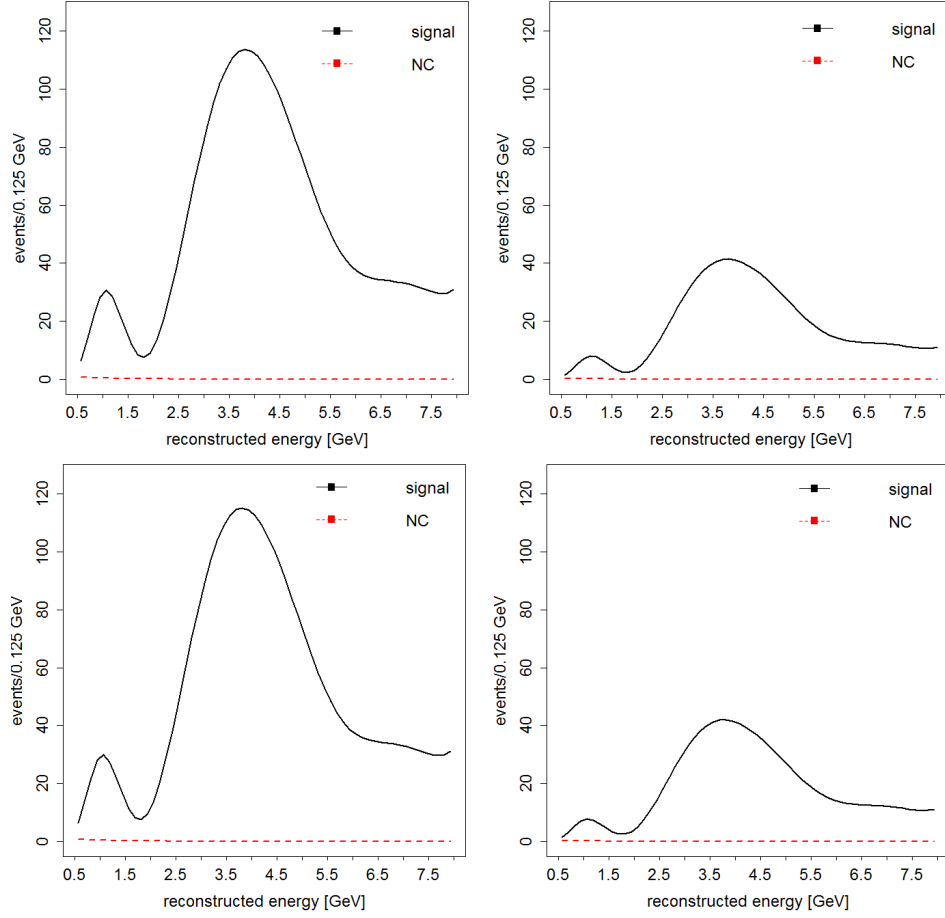 signal
NC
events/0.125 GeV
0 20 40 60 80 100 120
0.5 1.5 2.5 3.5 4.5 5.5 6.5 7.5
reconstructed energy [GeV]
signal
NC
events/0.125 GeV
0 20 40 60 80 100 120
0.5 1.5 2.5 3.5 4.5 5.5 6.5 7.5
reconstructed energy [GeV]
signal
NC
events/0.125 GeV
0 20 40 60 80 100 120
0.5 1.5 2.5 3.5 4.5 5.5 6.5 7.5
reconstructed energy [GeV]
signal
NC
events/0.125 GeV
0 20 40 60 80 100 120
0.5 1.5 2.5 3.5 4.5 5.5 6.5 7.5
reconstructed energy [GeV]